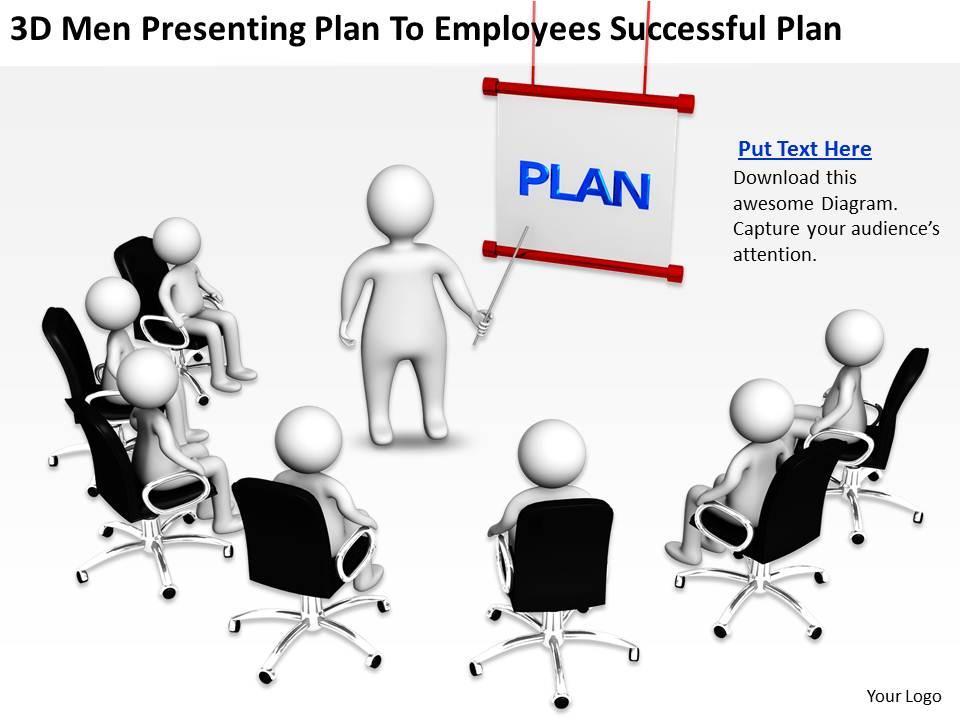 3D Men Presenting Plan To Employees Successful Plan
PLAN
Put Text Here
Download this
awesome Diagram.
Capture your audience’s
attention.
Your Logo